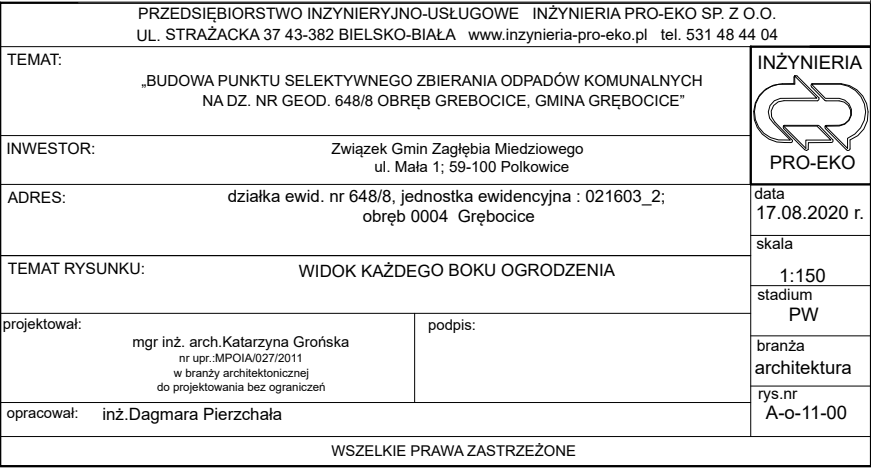 PRZEDSIĘBIORSTWO INZYNIERYJNO-USŁUGOWE INŻYNIERIA PRO-EKO SP. Z O.O.
UL. STRAŻACKA 37 43-382 BIELSKO-BIAŁA www.inzynieria-pro-eko.pl tel. 531 48 44 04
TEMAT:
„BUDOWA PUNKTU SELEKTYWNEGO ZBIERANIA ODPADÓW KOMUNALNYCH
NA DZ. NR GEOD. 648/8 OBRĘB GREBOCICE, GMINA GRĘBOCICE”
INŻYNIERIA
PRO-EKO
INWESTOR:
Związek Gmin Zagłębia Miedziowego
ul. Mała 1; 59-100 Polkowice
ADRES:
działka ewid. nr 648/8, jednostka ewidencyjna : 021603_2;
obręb 0004 Grębocice
data
17.08.2020 r.
skala
1:150
TEMAT RYSUNKU:
WIDOK KAŻDEGO BOKU OGRODZENIA
stadium
PW
projektował:
mgr inż. arch.Katarzyna Grońska
nr upr.:MPOIA/027/2011
w branży architektonicznej
do projektowania bez ograniczeń
podpis:
branża
architektura
rys.nr
A-o-11-00
opracował: inż.Dagmara Pierzchała
WSZELKIE PRAWA ZASTRZEŻONE